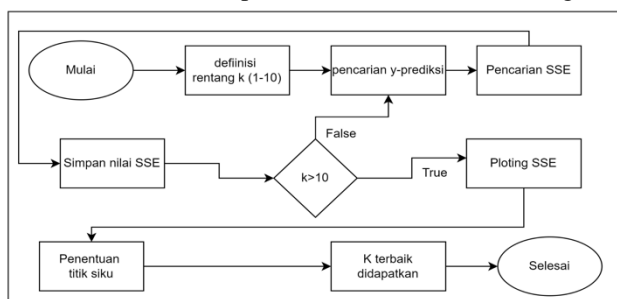 Mulai
defiinisi
rentang k (1-10)
pencarian y-prediksi
Pencarian SSE
False
Simpan nilai SSE
k>10
True
Ploting SSE
Penentuan
titik siku
K terbaik
didapatkan
Selesai